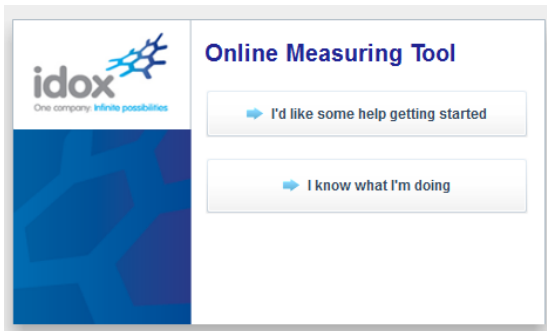 idox
One company. Infinite possibilities
Online Measuring Tool
I'd like some help getting started
I know what I'm doing